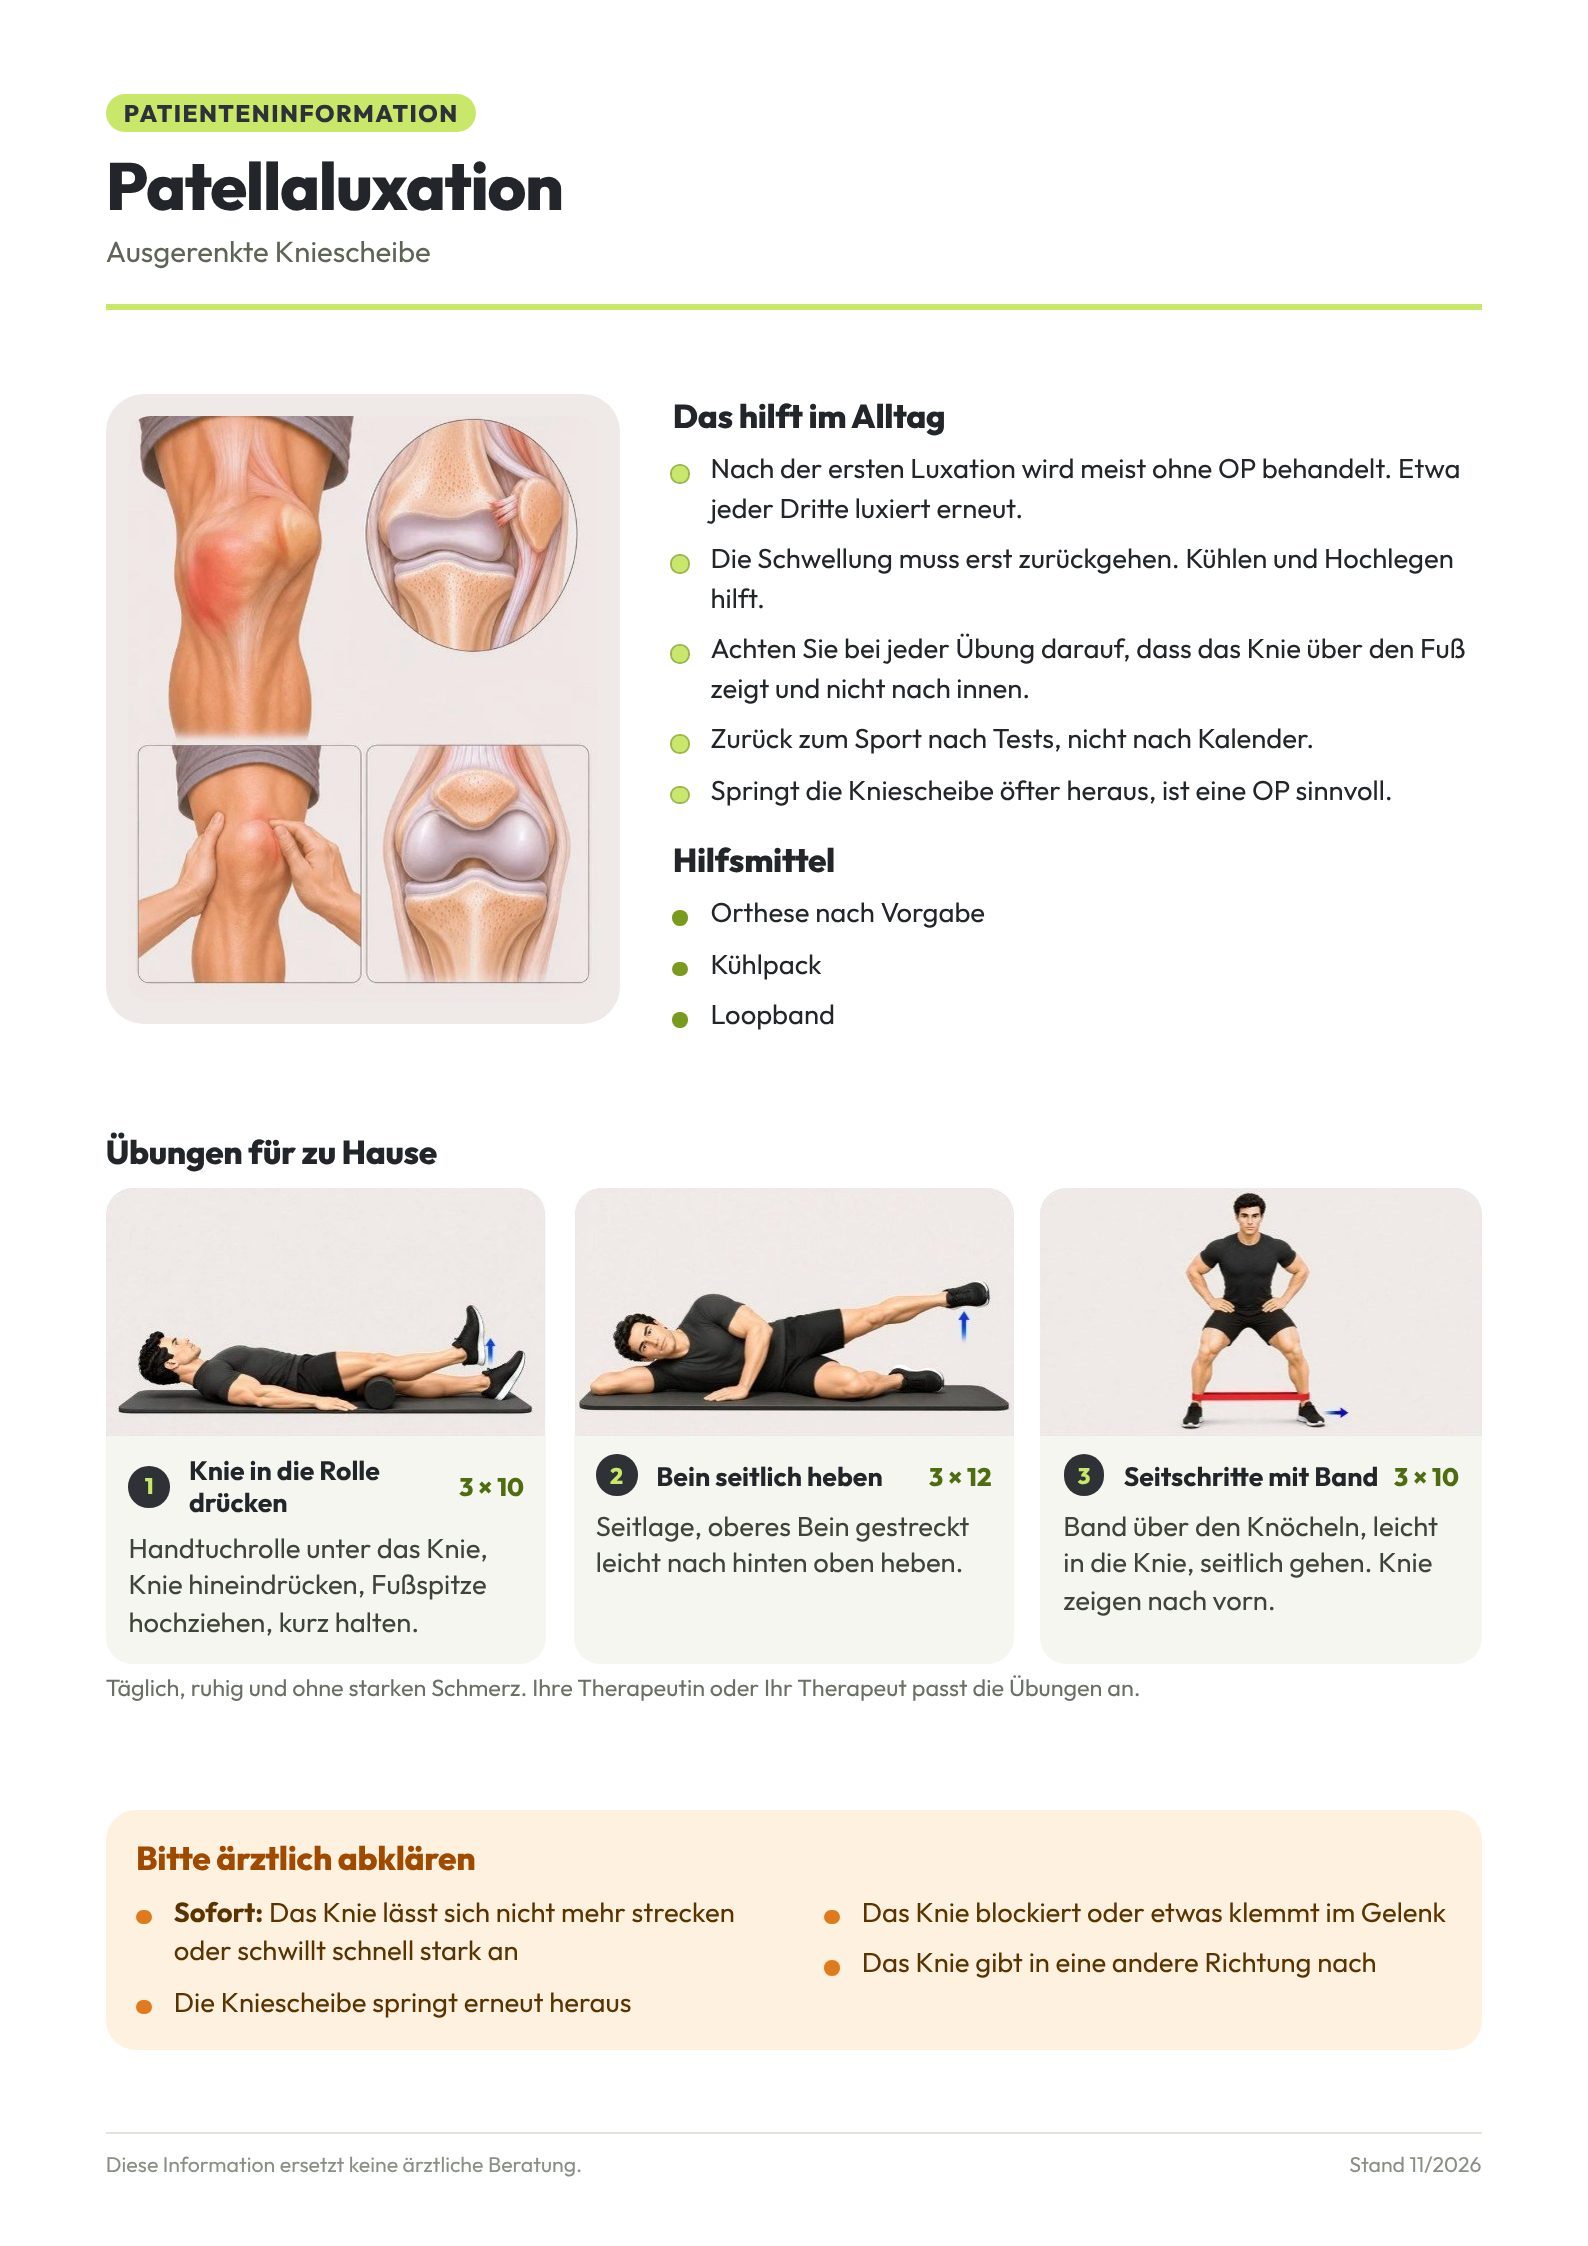 PATIENTENINFORMATION
Patellaluxation
Ausgerenkte Kniescheibe
Das hilft im Alltag
Nach der ersten Luxation wird meist ohne OP behandelt. Etwa
jeder Dritte luxiert erneut.
Die Schwellung muss erst zurückgehen. Kühlen und Hochlegen
hilft.
Achten Sie bei jeder Übung darauf, dass das Knie über den Fuß
zeigt und nicht nach innen.
Zurück zum Sport nach Tests, nicht nach Kalender.
Springt die Kniescheibe öfter heraus, ist eine OP sinnvoll.
Hilfsmittel
Orthese nach Vorgabe
Kühlpack
Loopband
Übungen für zu Hause
1 Knie in die Rolle
drücken 3 × 10
Handtuchrolle unter das Knie,
Knie hineindrücken, Fußspitze
hochziehen, kurz halten.
2 Bein seitlich heben 3 × 12
Seitlage, oberes Bein gestreckt
leicht nach hinten oben heben.
3 Seitschritte mit Band 3 × 10
Band über den Knöcheln, leicht
in die Knie, seitlich gehen. Knie
zeigen nach vorn.
Täglich, ruhig und ohne starken Schmerz. Ihre Therapeutin oder Ihr Therapeut passt die Übungen an.
Bitte ärztlich abklären
Sofort: Das Knie lässt sich nicht mehr strecken
oder schwillt schnell stark an
Die Kniescheibe springt erneut heraus
Das Knie blockiert oder etwas klemmt im Gelenk
Das Knie gibt in eine andere Richtung nach
Diese Information ersetzt keine ärztliche Beratung.
Stand 11/2026